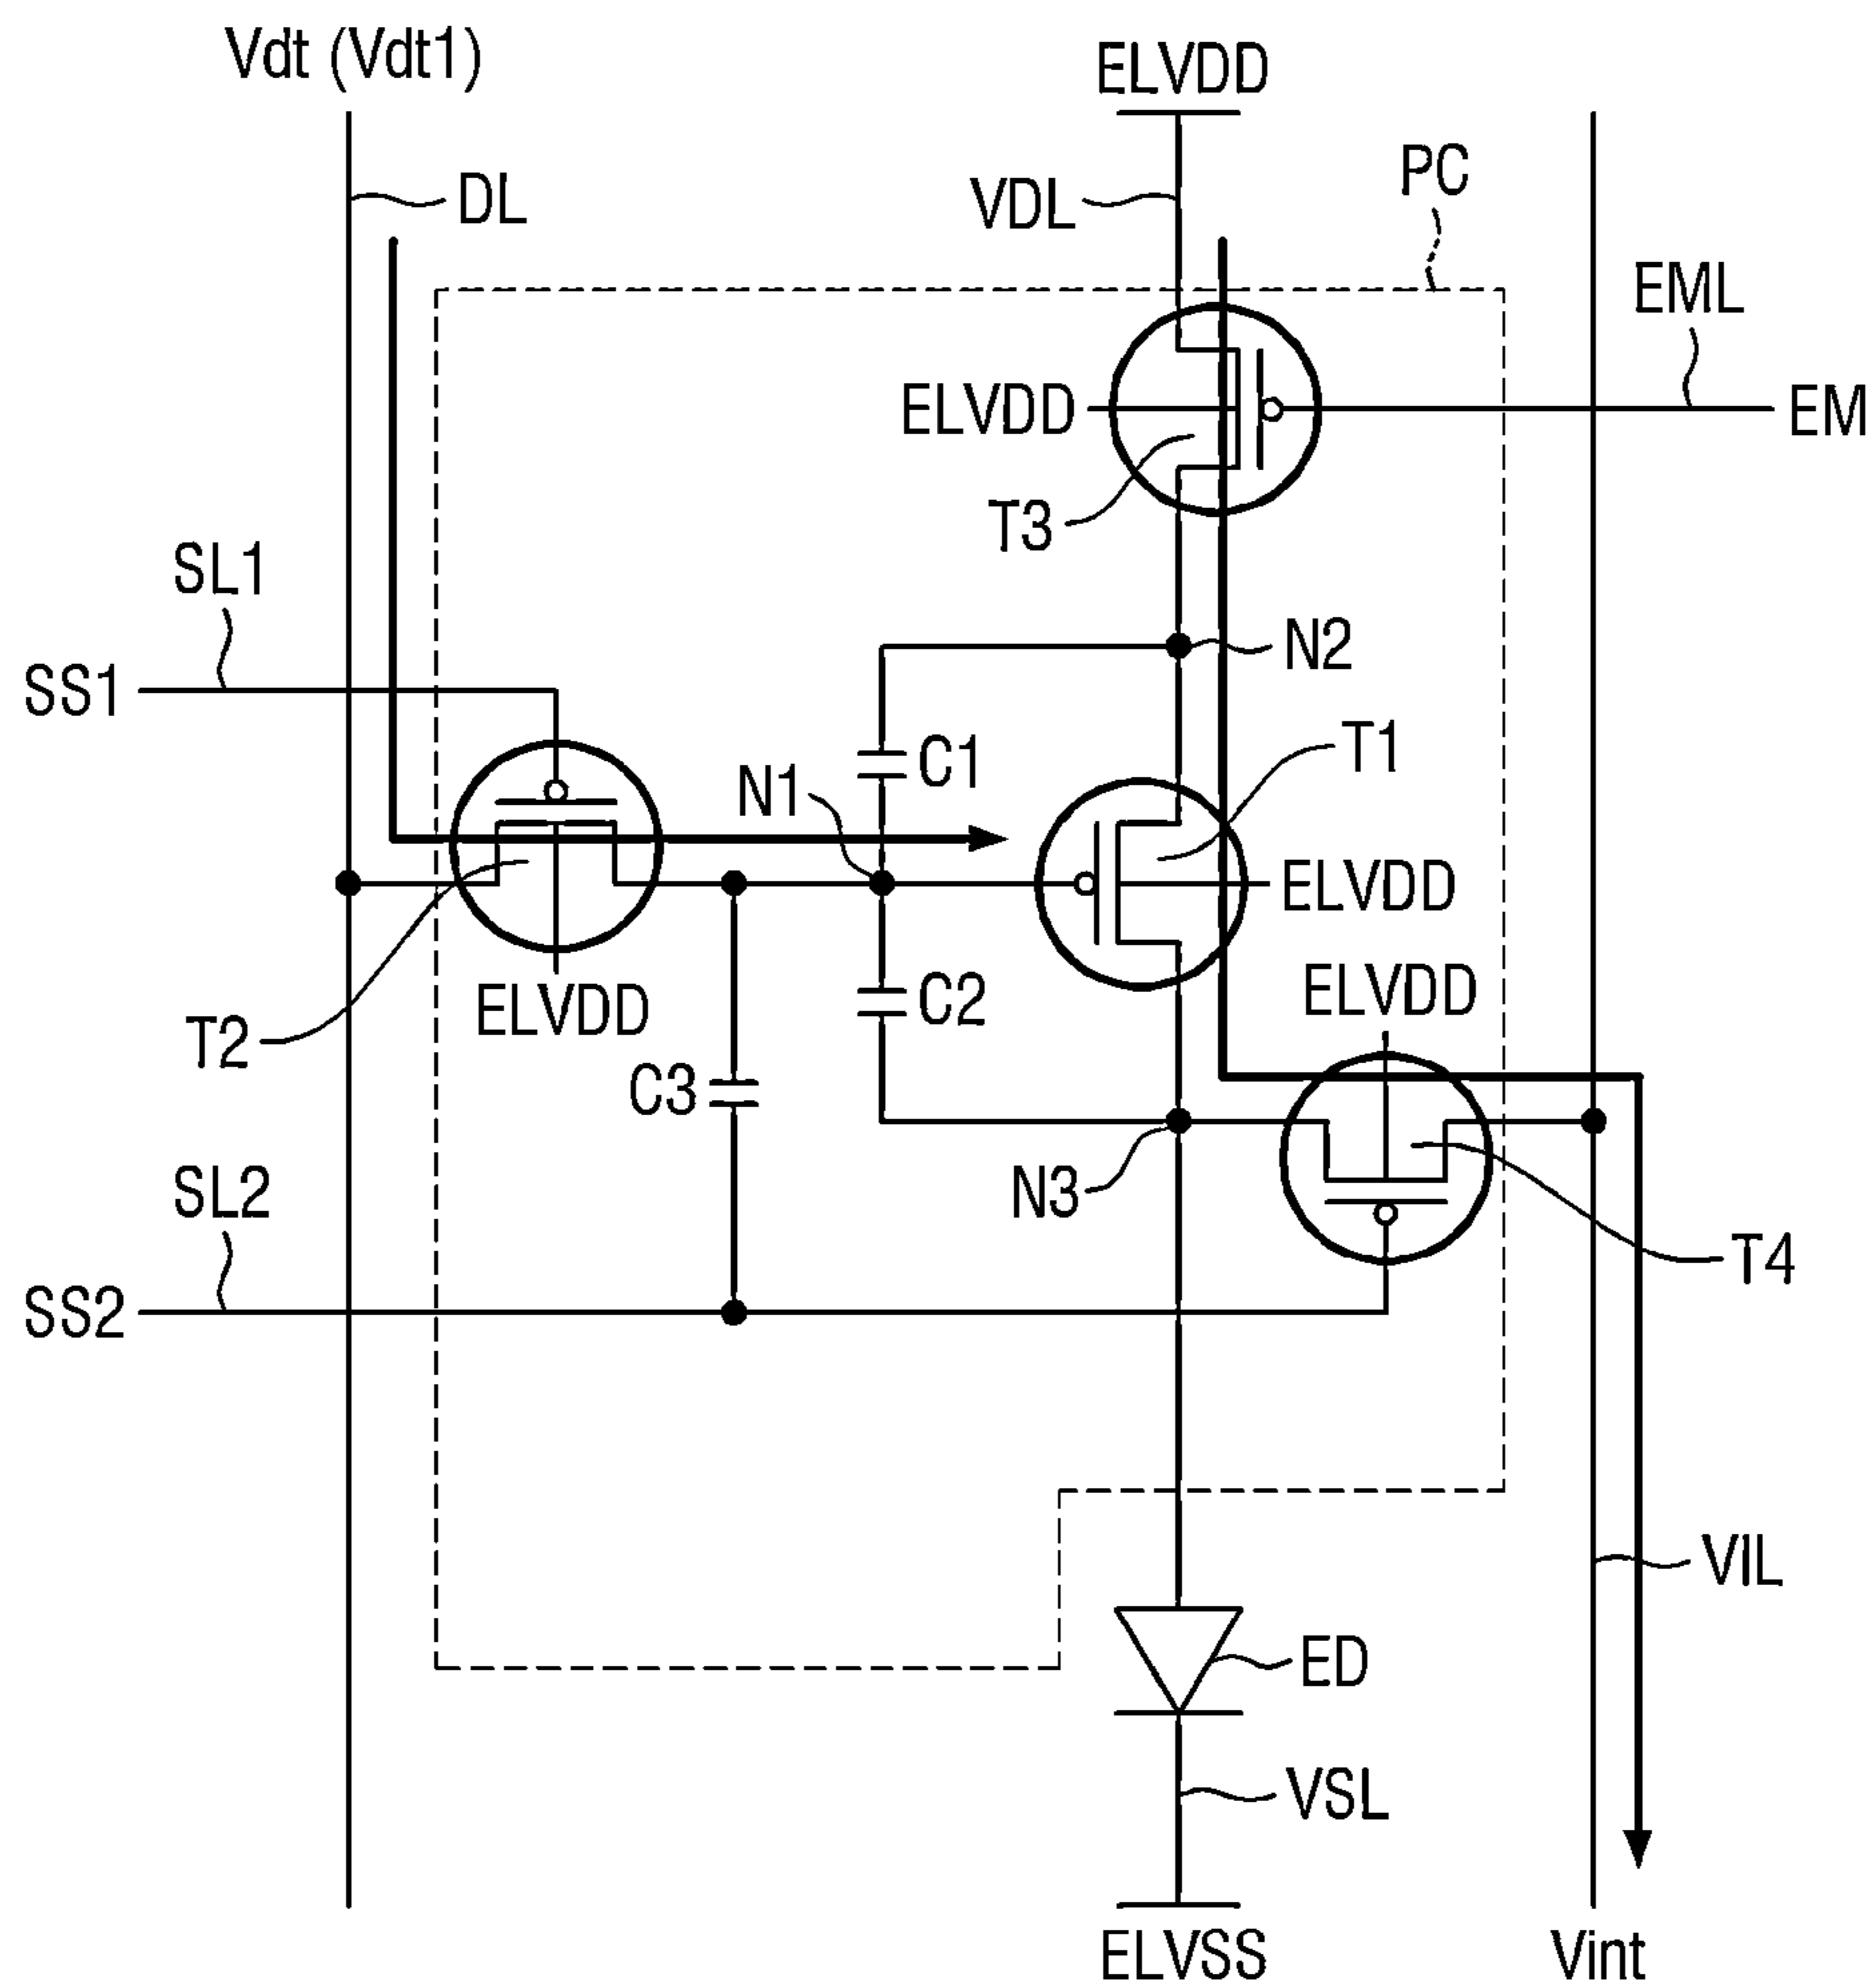 Vdt (Vdt1)
ELVDD
PC
DL
VDL
EML
ELVDD
EM
T3
SL1
N2
SS1
T1
C1
N1
ELVDD
ELVDD
C2
ELVDD
T2
C3
N3
SL2
T4
SS2
VIL
ED
VSL
ELVSS
Vint